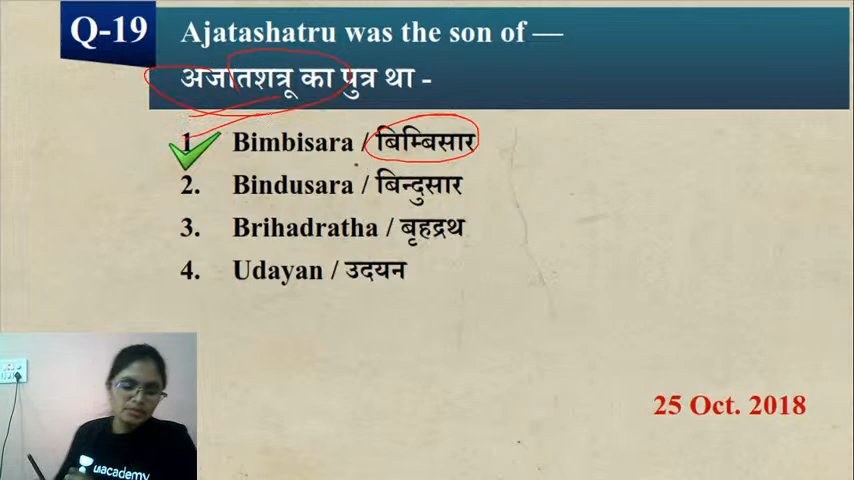 Q-19
Ajatashatru was the son of —
अजातशत्रू का पुत्र था -
1 Bimbisara / बिम्बिसार
2. Bindusara / बिन्दुसार
3. Brihadratha / बृहद्रथ
4. Udayan / उदयन
25 Oct. 2018
unacademy